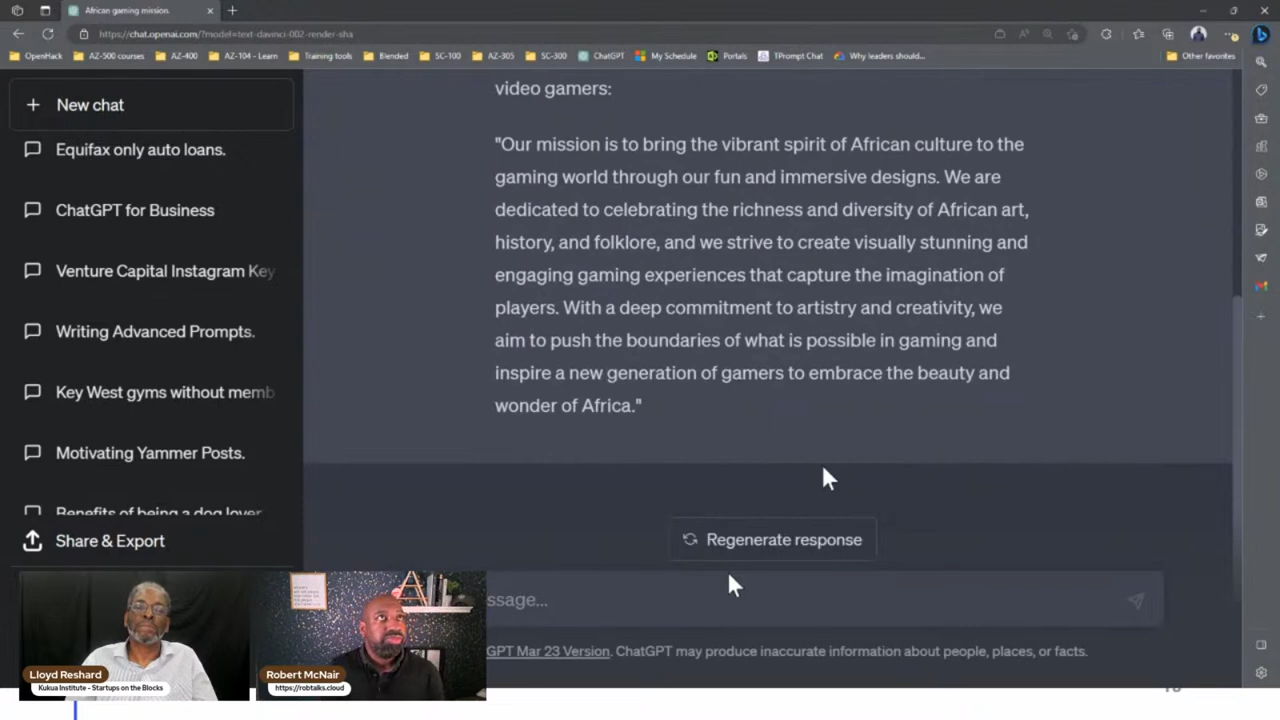 African gaming mission.
https://chat.openai.com/?model=text-davinci-002-render-sha
OpenHack AZ-500 courses AZ-400 AZ-104 - Learn Training tools Blended SC-100 AZ-305 SC-300 ChatGPT My Schedule Portals TPrompt Chat Why leaders should... Other favorites
New chat
Equifax only auto loans.
ChatGPT for Business
Venture Capital Instagram Key
Writing Advanced Prompts.
Key West gyms without memb
Motivating Yammer Posts.
Benefits of being a dog lover
Share & Export
video gamers:
"Our mission is to bring the vibrant spirit of African culture to the
gaming world through our fun and immersive designs. We are
dedicated to celebrating the richness and diversity of African art,
history, and folklore, and we strive to create visually stunning and
engaging gaming experiences that capture the imagination of
players. With a deep commitment to artistry and creativity, we
aim to push the boundaries of what is possible in gaming and
inspire a new generation of gamers to embrace the beauty and
wonder of Africa."
Regenerate response
ssage...
GPT Mar 23 Version. ChatGPT may produce inaccurate information about people, places, or facts.
Lloyd Reshard
Kukua Institute - Startups on the Blocks
Robert McNair
https://robtalks.cloud